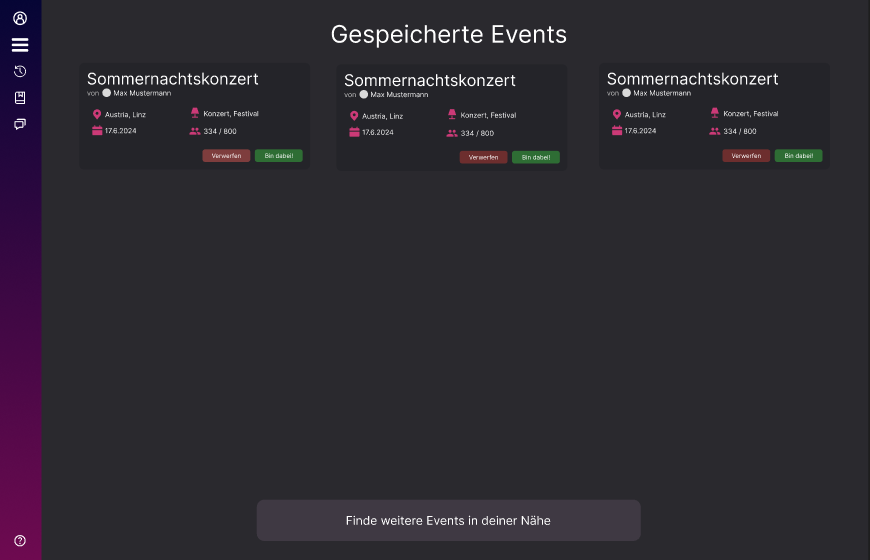 Gespeicherte Events
Sommernachtskonzert
von Max Mustermann
Austria, Linz
Konzert, Festival
17.6.2024
334 / 800
Verwerfen
Bin dabei!
Sommernachtskonzert
von Max Mustermann
Austria, Linz
Konzert, Festival
17.6.2024
334 / 800
Verwerfen
Bin dabei!
Sommernachtskonzert
von Max Mustermann
Austria, Linz
Konzert, Festival
17.6.2024
334 / 800
Verwerfen
Bin dabei!
Finde weitere Events in deiner Nähe